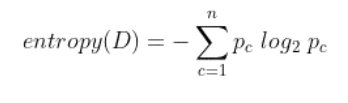 entropy(D) = − ∑_{c=1}^{n} p_c log_2 p_c